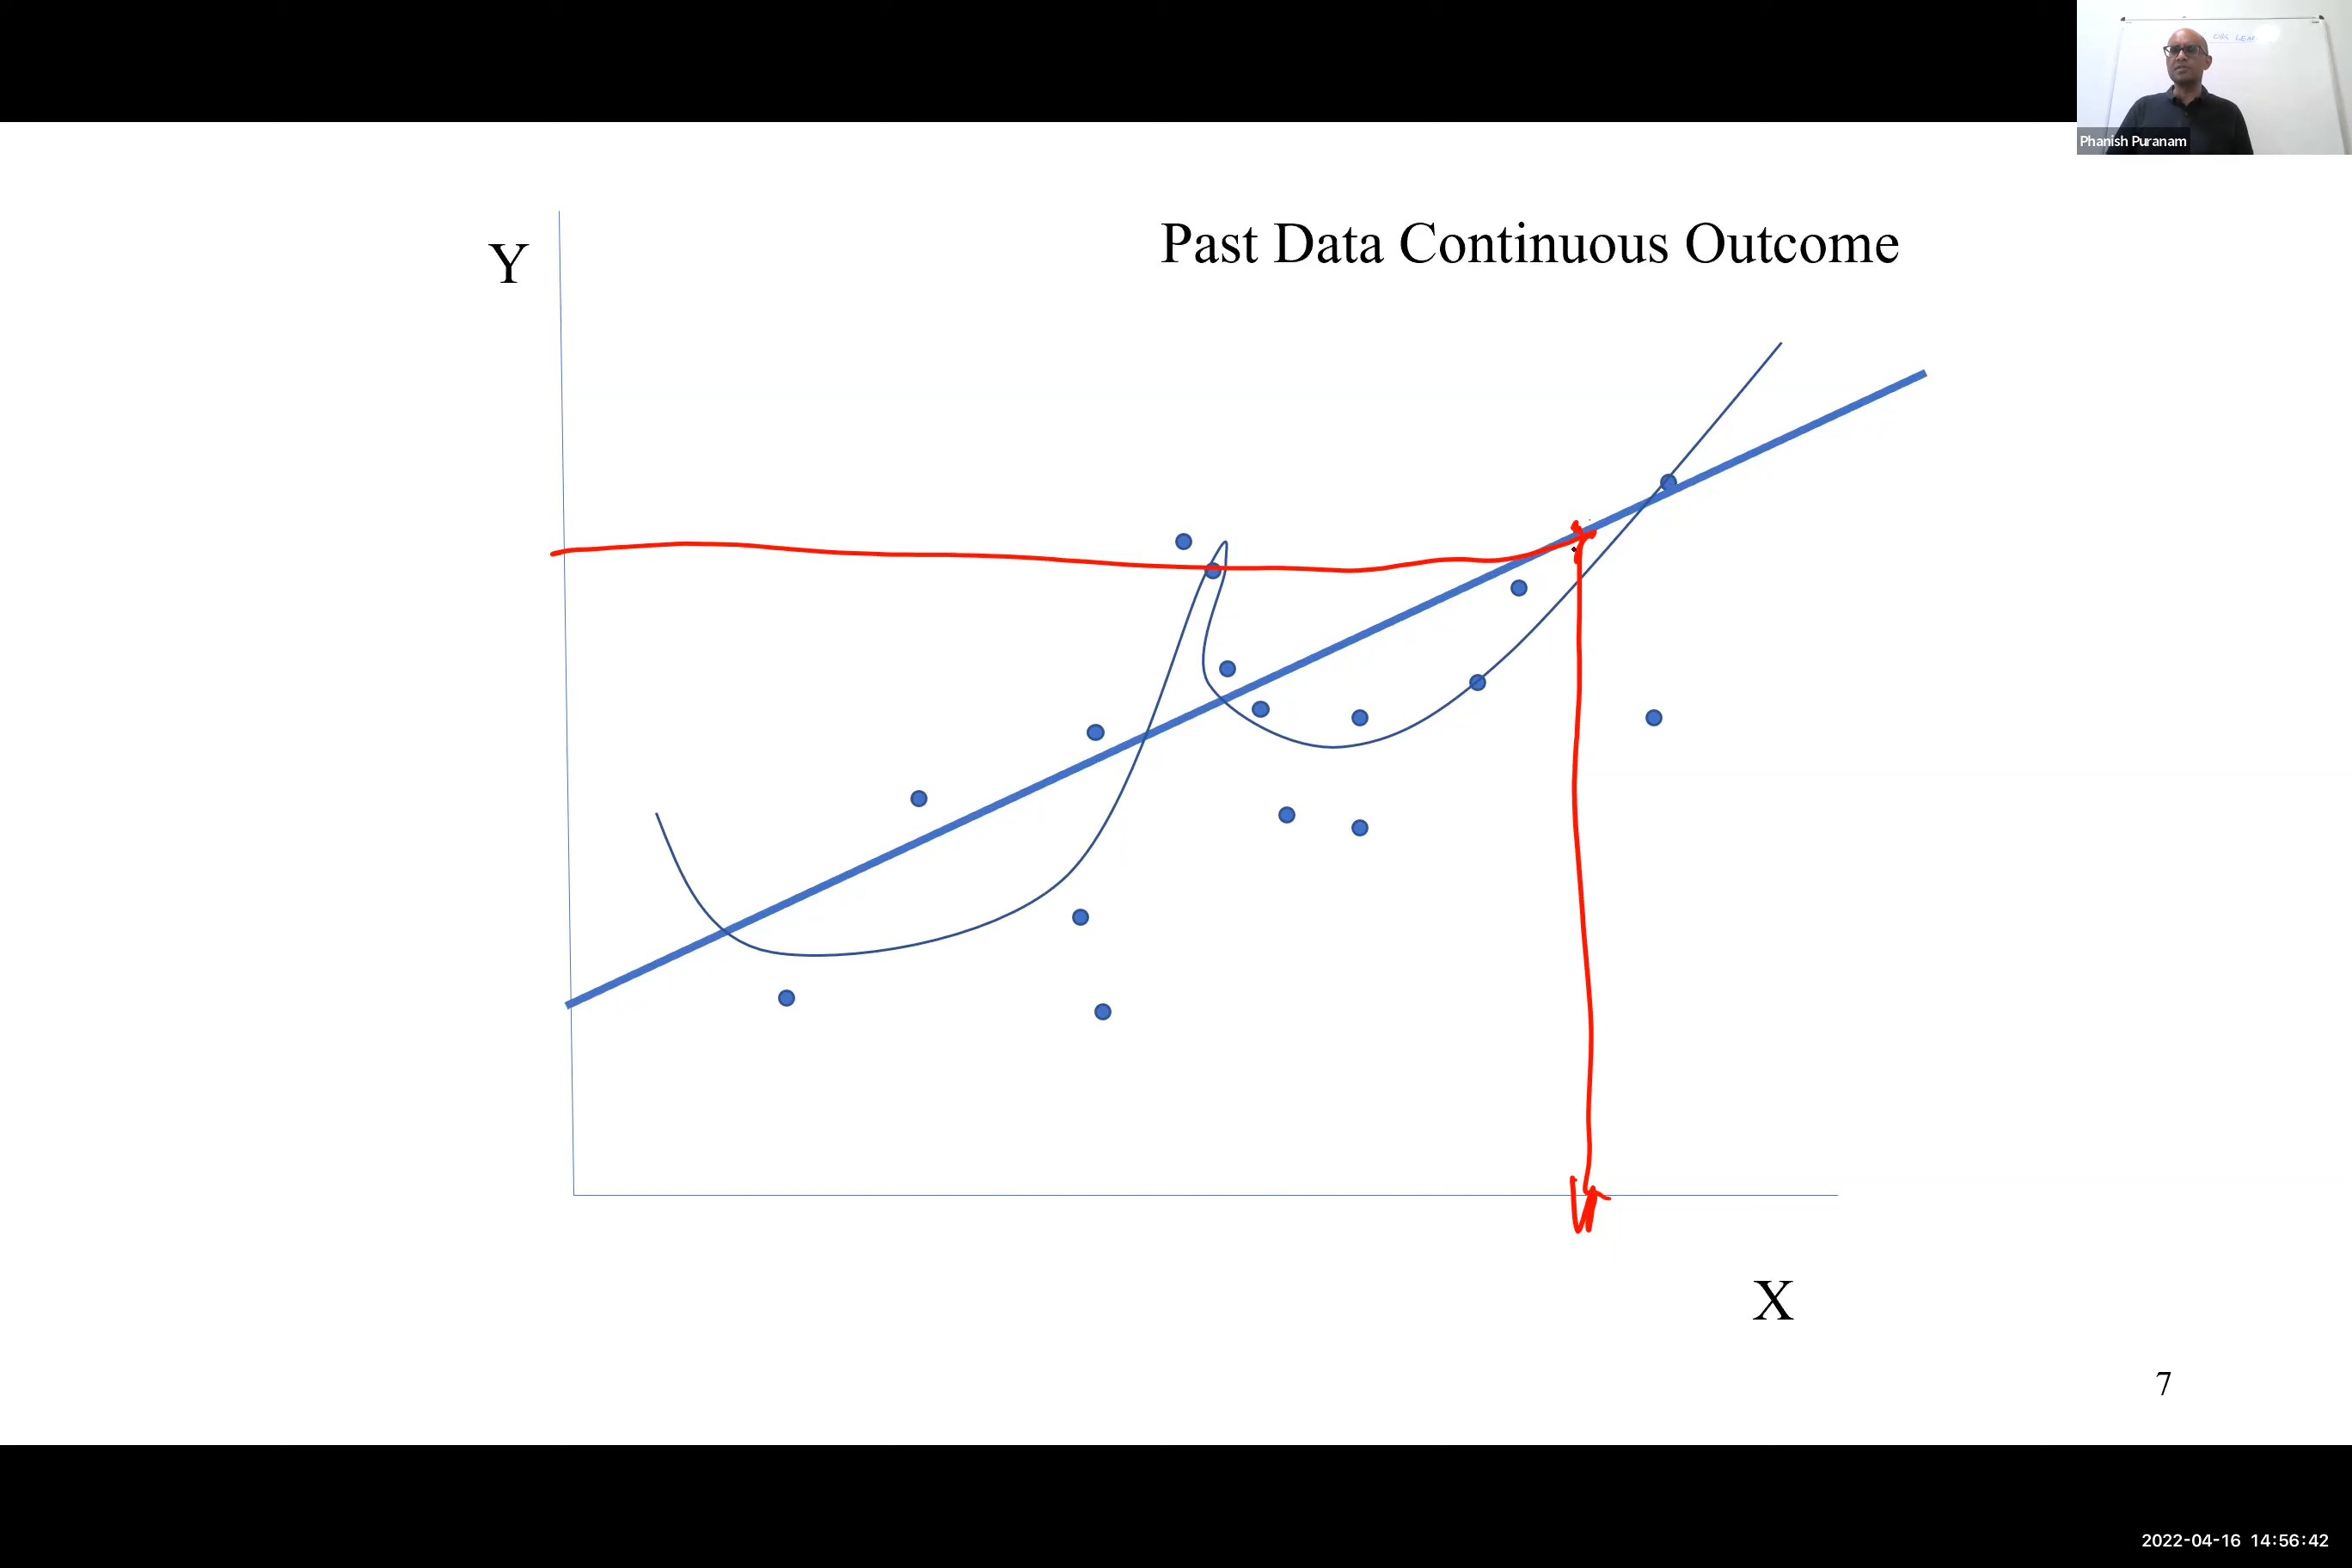 Phanish Puranam
Past Data Continuous Outcome
Y
X
7
2022-04-16 14:56:42